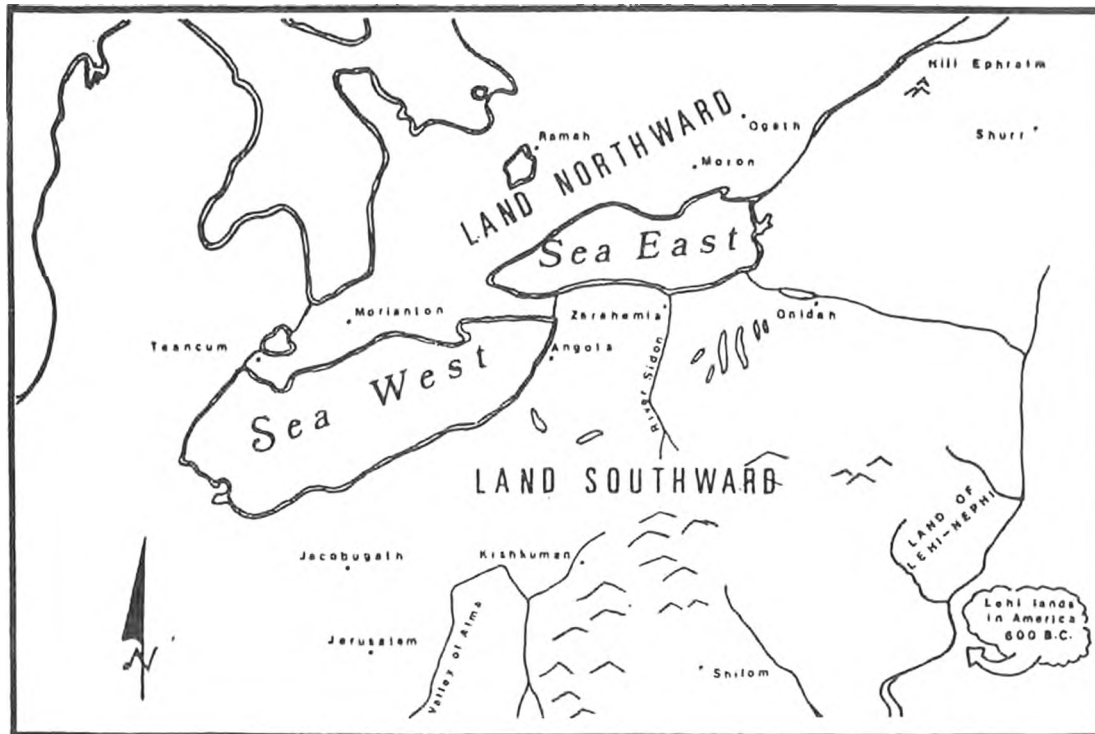 Hill Ephraim
Shurr
Ogath
Ramah
Moron
LAND NORTHWARD
Sea East
Morianton
Zarahemla
Onidah
Teancum
Angola
Sea West
River Sidon
LAND SOUTHWARD
LAND OF
LEHI-NEPHI
Jacobugath
Kishkuman
Lehi lands
in America
600 B.C.
Valley of Alma
Jerusalem
Shilom
N